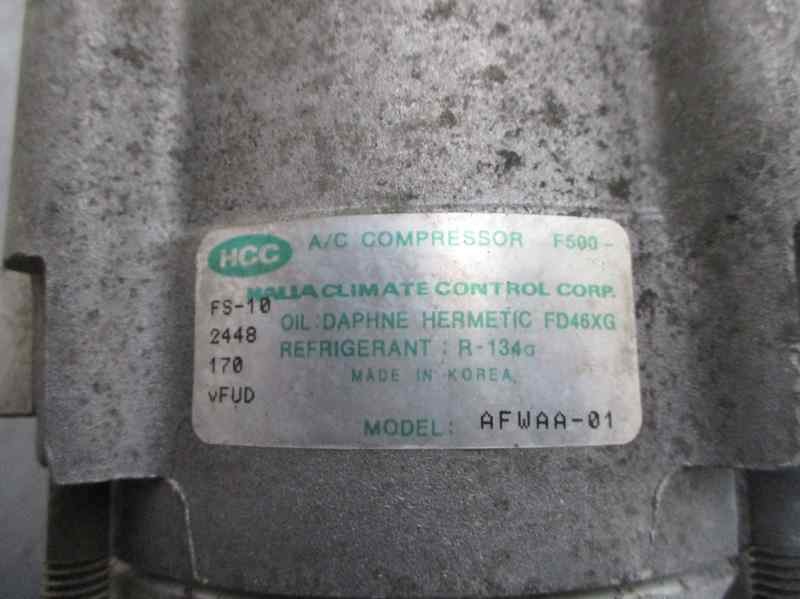 HCC
A/C COMPRESSOR F500-
HALLA CLIMATE CONTROL CORP.
FS-10
OIL : DAPHNE HERMETIC FD46XG
2448
REFRIGERANT : R-134a
170
MADE IN KOREA
vFUD
MODEL: AFWAA-01